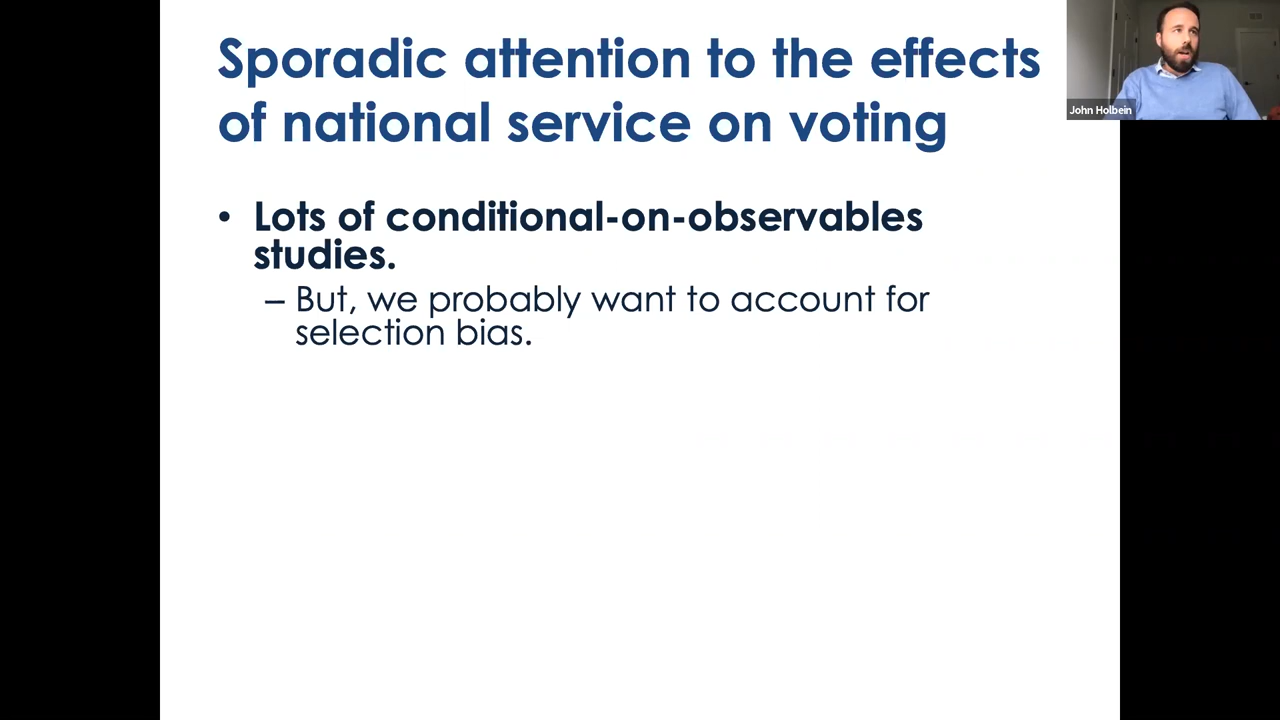 Sporadic attention to the effects
of national service on voting
John Holbein
• Lots of conditional-on-observables
studies.
– But, we probably want to account for
selection bias.